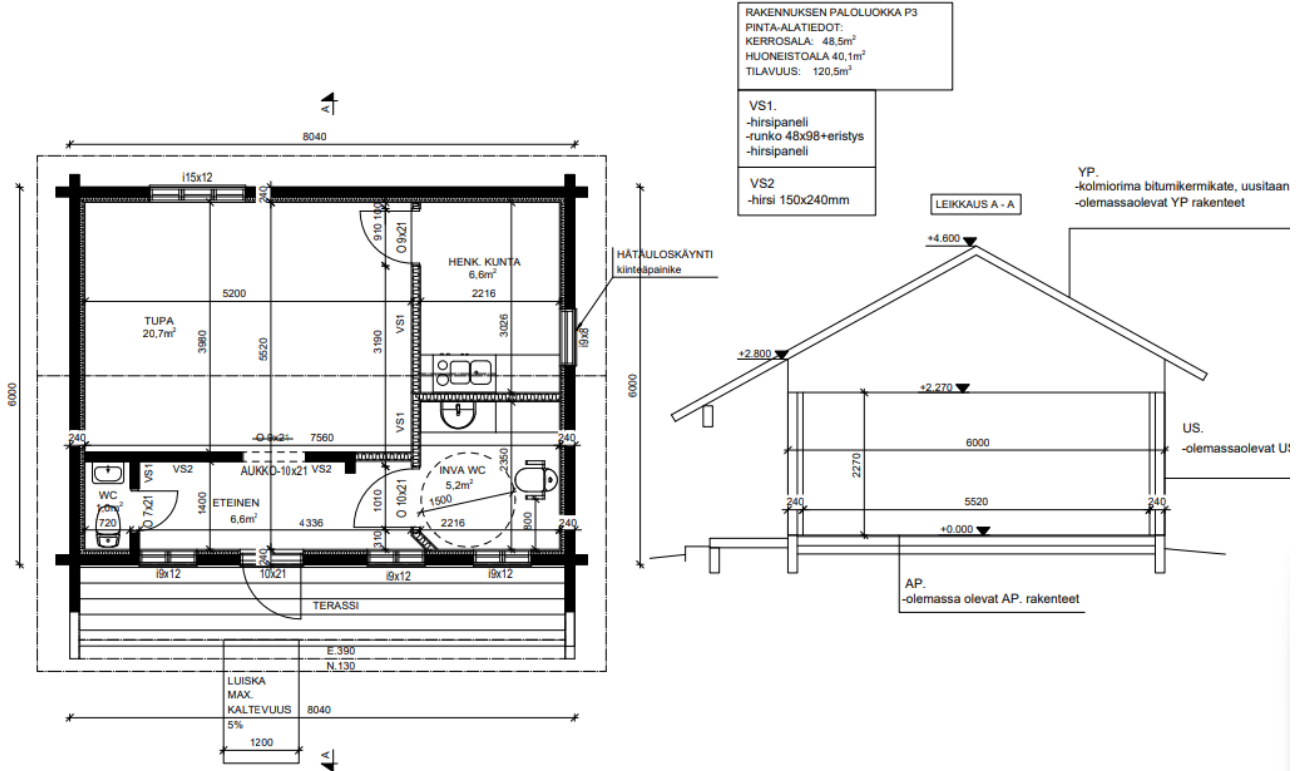 RAKENNUKSEN PALOLUOKKA P3
PINTA-ALATIEDOT:
KERROSALA: 48,5m²
HUONEISTOALA 40,1m²
TILAVUUS: 120,5m³
VS1.
-hirsipaneli
-runko 48x98+eristys
-hirsipaneli
VS2
-hirsi 150x240mm
A
8040
i15x12
240
6000
910 100
O 9x21
HENK. KUNTA
6,6m²
HÄTÄULOSKÄYNTI
kiinteäpainike
5200
2216
TUPA
20,7m²
3980
5520
3190
VS1
3026
i9x8
6000
VS1
240
O 9x21
7560
240
AUKKO-10x21
VS1
VS2
VS2
WC
1,0m²
720
O 7x21
1400
ETEINEN
6,6m²
4336
1010
310
O 10x21
INVA WC
5,2m²
1500
2350
2216
800
240
240
i9x12
10x21
i9x12
i9x12
TERASSI
E.390
N.130
LUISKA
MAX.
KALTEVUUS
5%
8040
1200
A
LEIKKAUS A - A
YP.
-kolmiorima bitumikermikate, uusitaan
-olemassaolevat YP rakenteet
+4.600
+2.800
+2.270
6000
2270
US.
-olemassaolevat US
240
5520
240
+0.000
AP.
-olemassa olevat AP. rakenteet